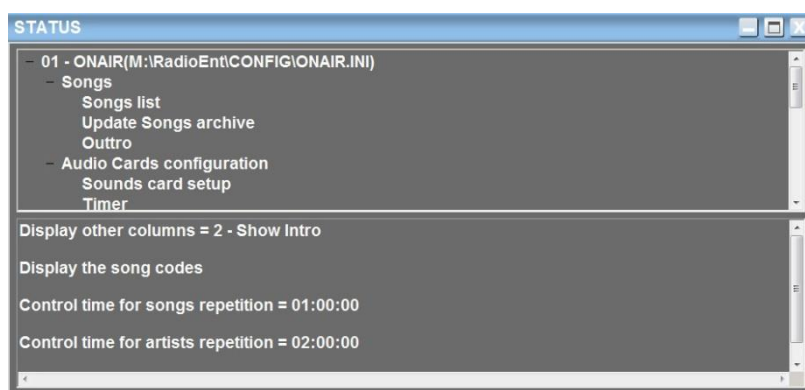 STATUS
01 - ONAIR(M:\RadioEnt\CONFIG\ONAIR.INI)
Songs
Songs list
Update Songs archive
Outtro
Audio Cards configuration
Sounds card setup
Timer
Display other columns = 2 - Show Intro
Display the song codes
Control time for songs repetition = 01:00:00
Control time for artists repetition = 02:00:00